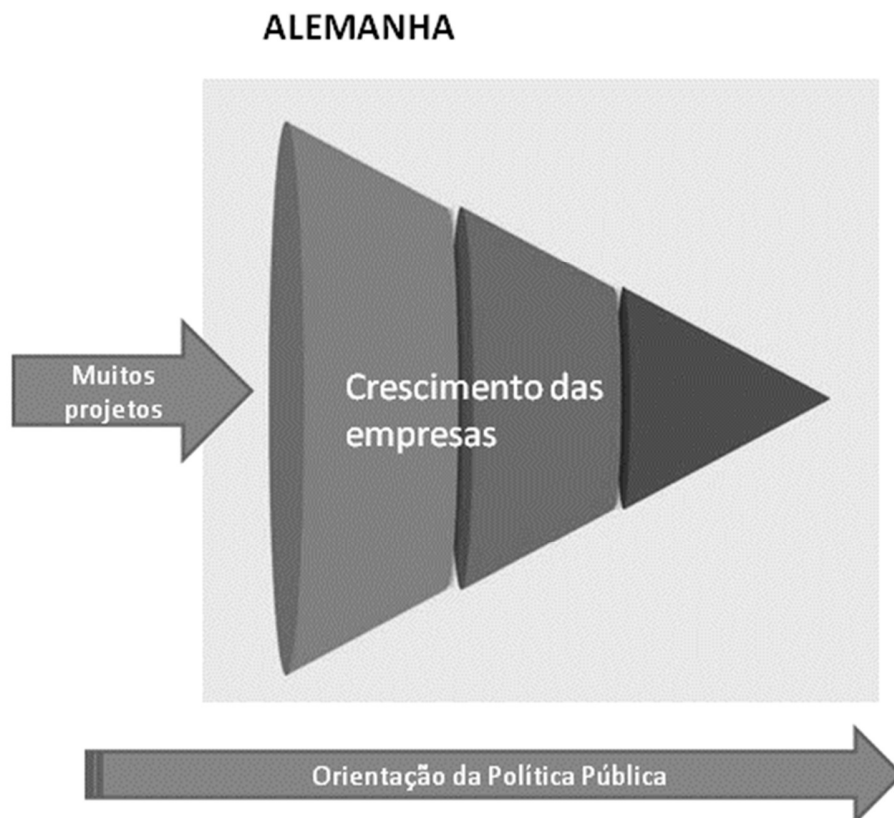 ALEMANHA
Muitos
projetos
Crescimento das
empresas
Orientação da Política Pública